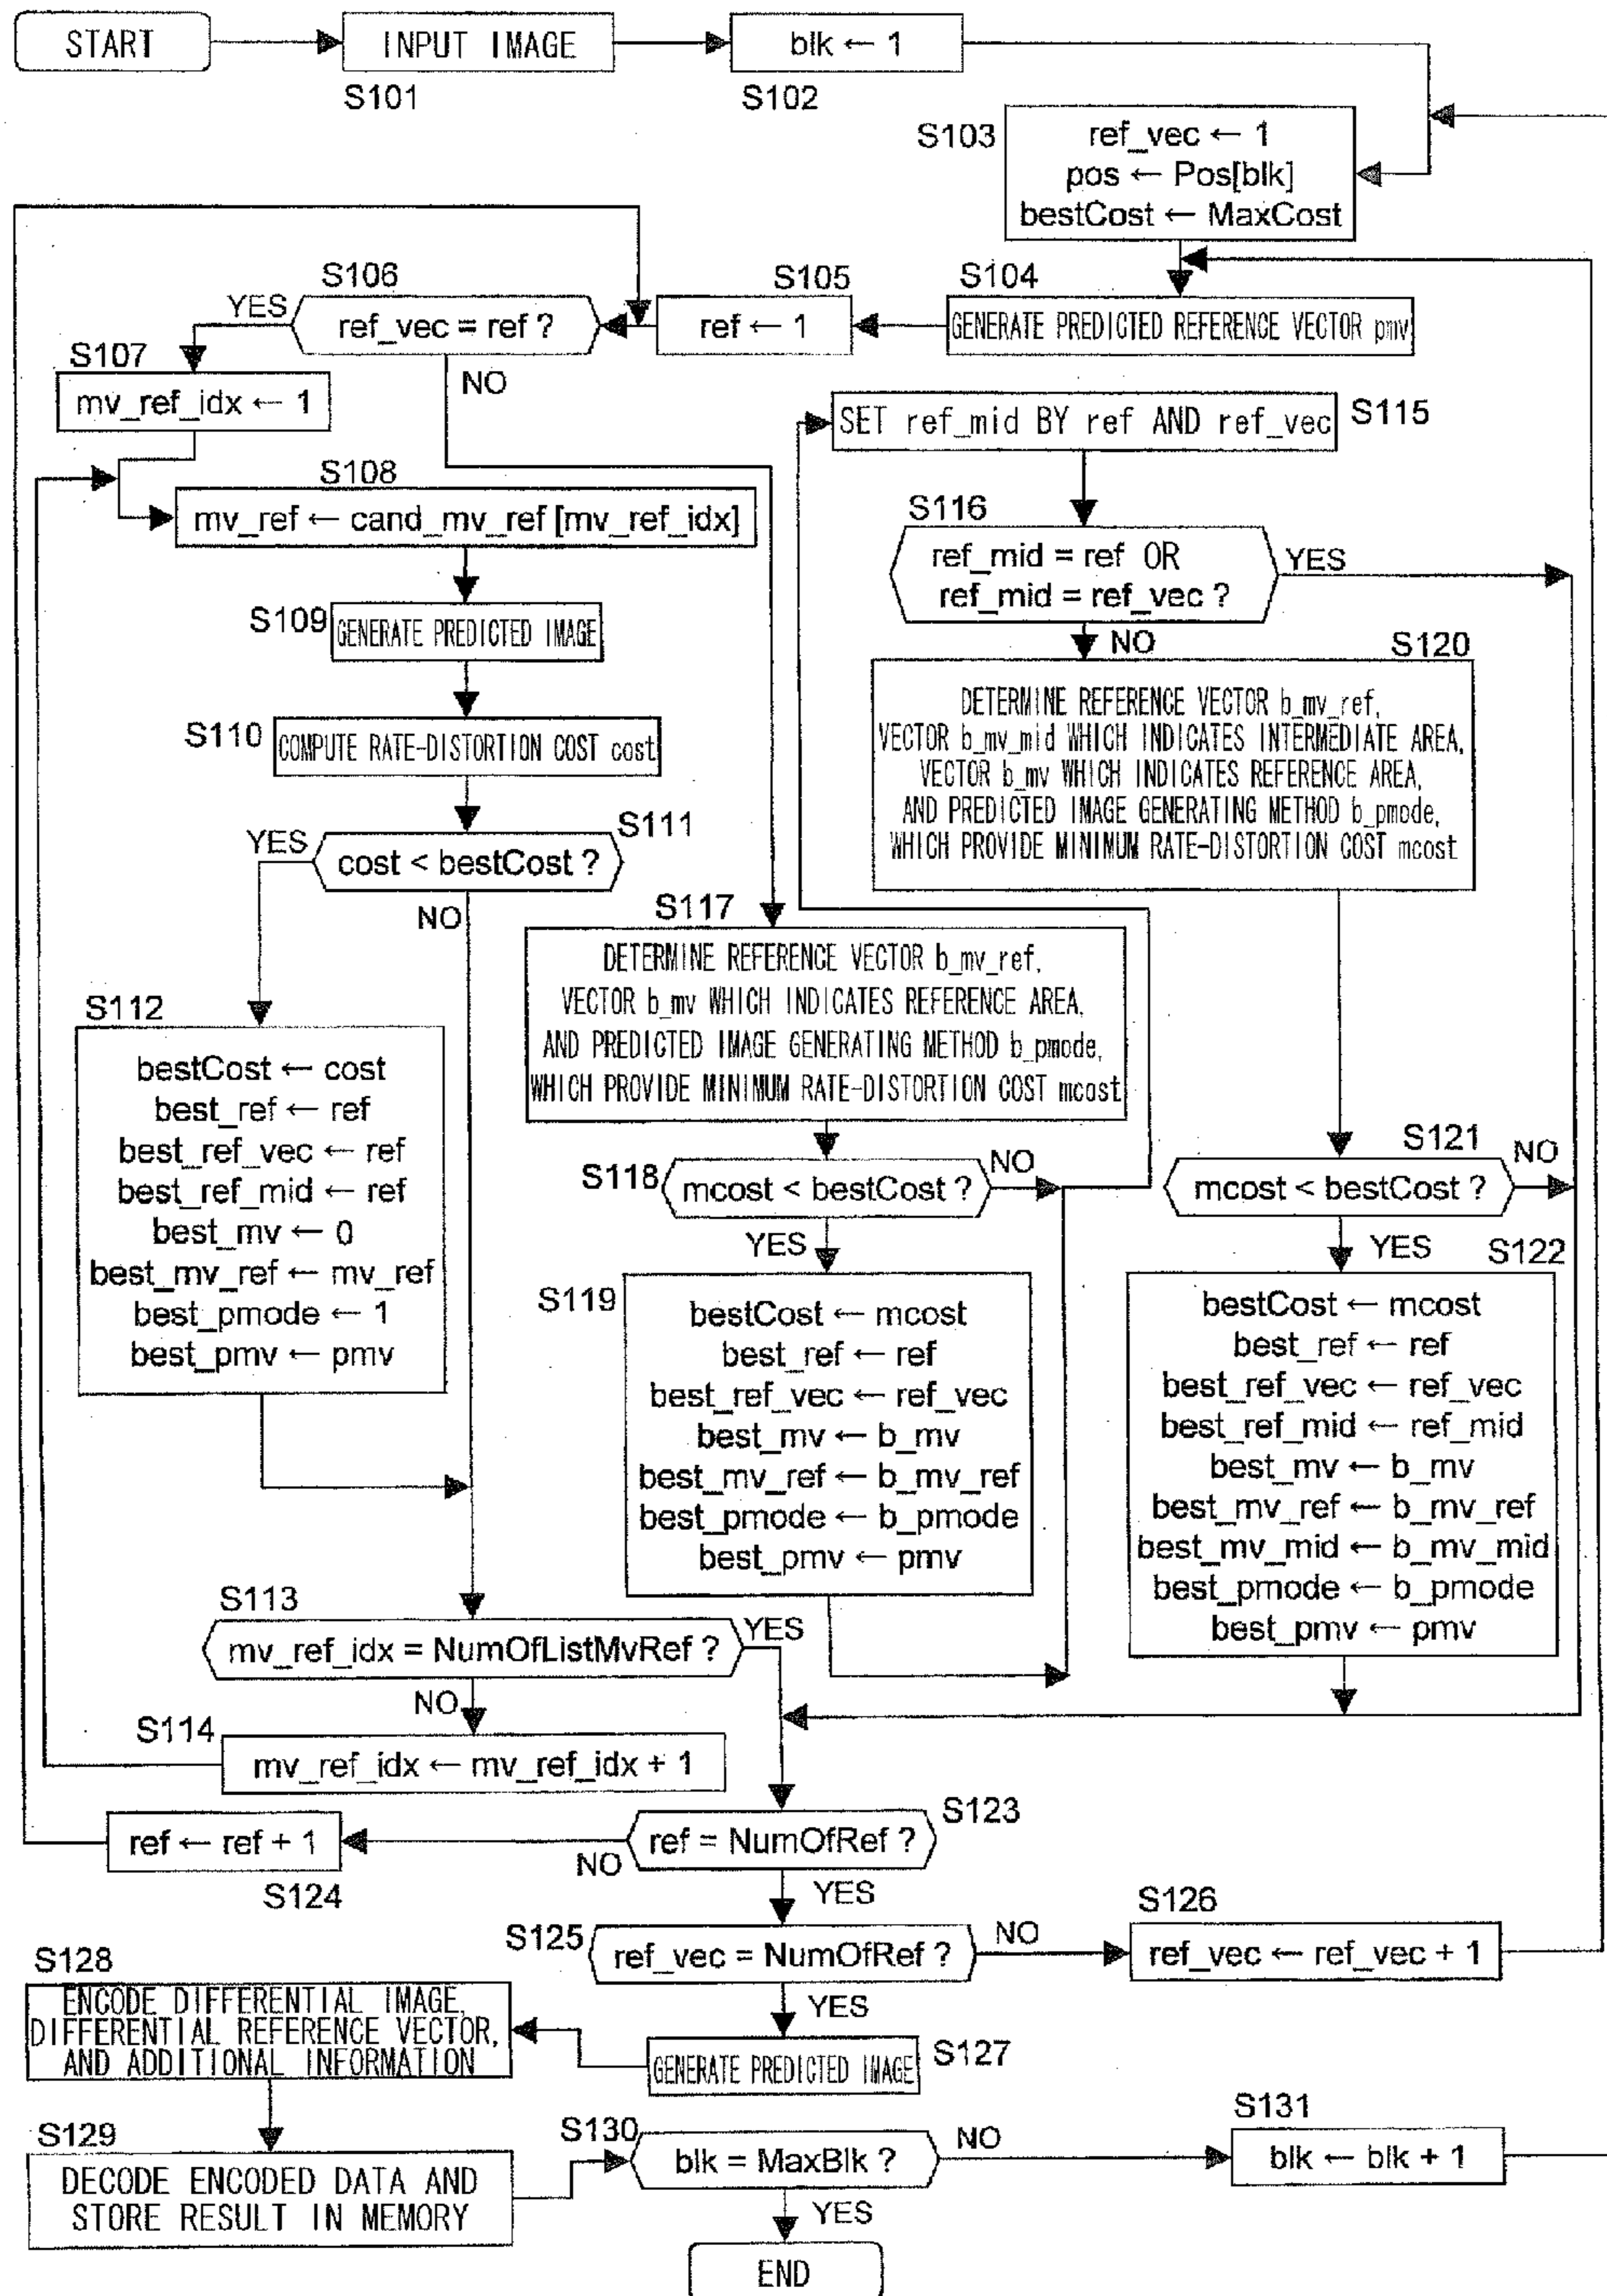 START
INPUT IMAGE
S101
blk ← 1
S102
S103
ref_vec ← 1
pos ← Pos[blk]
bestCost ← MaxCost
S104
GENERATE PREDICTED REFERENCE VECTOR pmv
S105
ref ← 1
S106
ref_vec = ref ?
YES
NO
S107
mv_ref_idx ← 1
S108
mv_ref ← cand_mv_ref [mv_ref_idx]
S109
GENERATE PREDICTED IMAGE
S110
COMPUTE RATE-DISTORTION COST cost
S111
cost < bestCost ?
YES
NO
S112
bestCost ← cost
best_ref ← ref
best_ref_vec ← ref
best_ref_mid ← ref
best_mv ← 0
best_mv_ref ← mv_ref
best_pmode ← 1
best_pmv ← pmv
S113
mv_ref_idx = NumOfListMvRef ?
YES
NO
S114
mv_ref_idx ← mv_ref_idx + 1
S115
SET ref_mid BY ref AND ref_vec
S116
ref_mid = ref OR
ref_mid = ref_vec ?
YES
NO
S117
DETERMINE REFERENCE VECTOR b_mv_ref,
VECTOR b_mv WHICH INDICATES REFERENCE AREA,
AND PREDICTED IMAGE GENERATING METHOD b_pmode,
WHICH PROVIDE MINIMUM RATE-DISTORTION COST mcost
S118
mcost < bestCost ?
NO
YES
S119
bestCost ← mcost
best_ref ← ref
best_ref_vec ← ref_vec
best_mv ← b_mv
best_mv_ref ← b_mv_ref
best_pmode ← b_pmode
best_pmv ← pmv
S120
DETERMINE REFERENCE VECTOR b_mv_ref,
VECTOR b_mv_mid WHICH INDICATES INTERMEDIATE AREA,
VECTOR b_mv WHICH INDICATES REFERENCE AREA,
AND PREDICTED IMAGE GENERATING METHOD b_pmode,
WHICH PROVIDE MINIMUM RATE-DISTORTION COST mcost
S121
mcost < bestCost ?
NO
YES
S122
bestCost ← mcost
best_ref ← ref
best_ref_vec ← ref_vec
best_ref_mid ← ref_mid
best_mv ← b_mv
best_mv_ref ← b_mv_ref
best_mv_mid ← b_mv_mid
best_pmode ← b_pmode
best_pmv ← pmv
S123
ref = NumOfRef ?
NO
YES
ref ← ref + 1
S124
S125
ref_vec = NumOfRef ?
NO
YES
S126
ref_vec ← ref_vec + 1
GENERATE PREDICTED IMAGE
S127
S128
ENCODE DIFFERENTIAL IMAGE,
DIFFERENTIAL REFERENCE VECTOR,
AND ADDITIONAL INFORMATION
S129
DECODE ENCODED DATA AND
STORE RESULT IN MEMORY
S130
blk = MaxBlk ?
NO
YES
S131
blk ← blk + 1
END